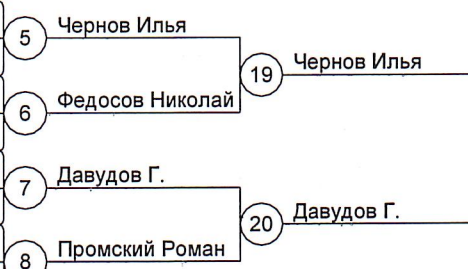 5 Чернов Илья
19 Чернов Илья
6 Федосов Николай
7 Давудов Г.
20 Давудов Г.
8 Промский Роман